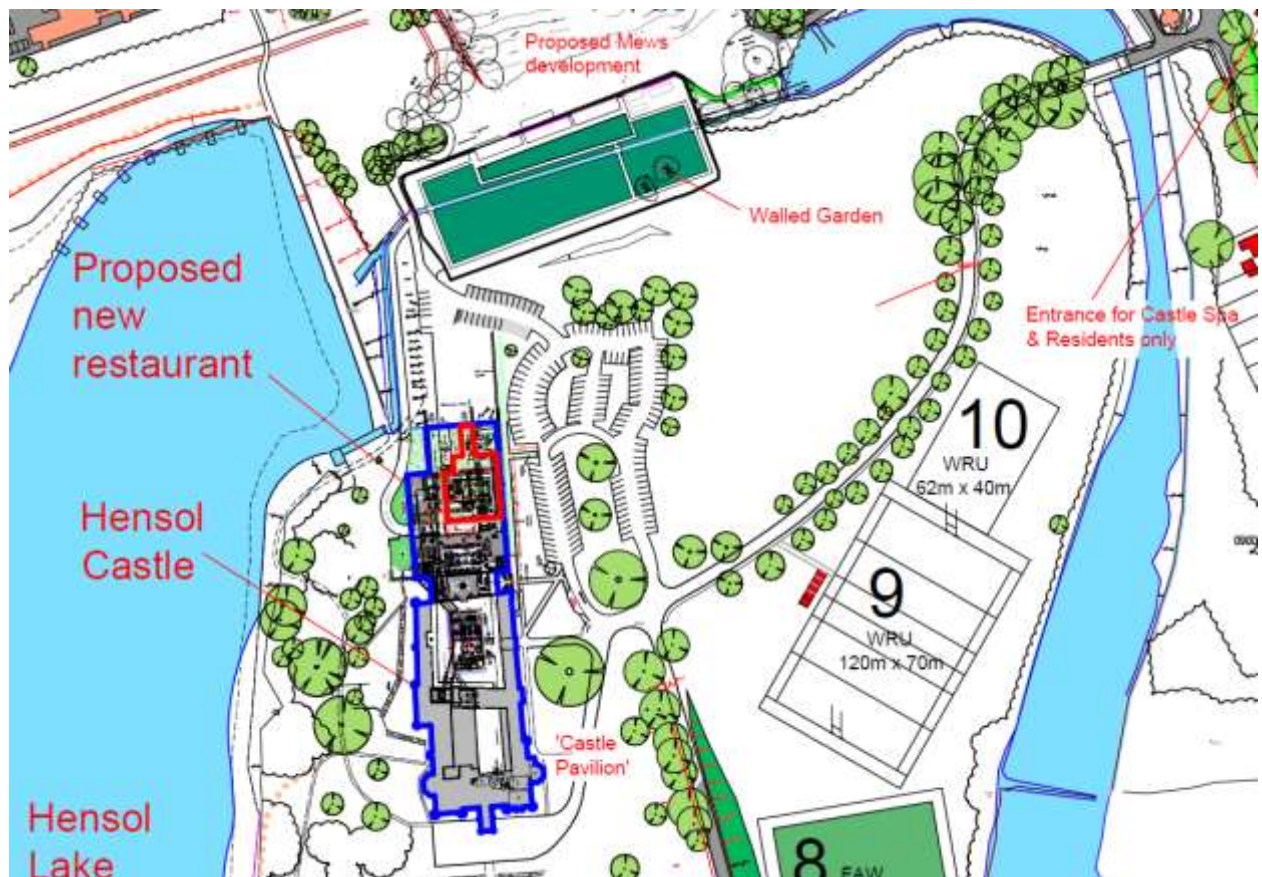 Proposed Mews
development
Walled Garden
Proposed
new
restaurant
Entrance for Castle Spa
& Residents only
10
WRU
62m x 40m
Hensol
Castle
9
WRU
120m x 70m
'Castle
Pavilion'
Hensol
Lake
8
FAW